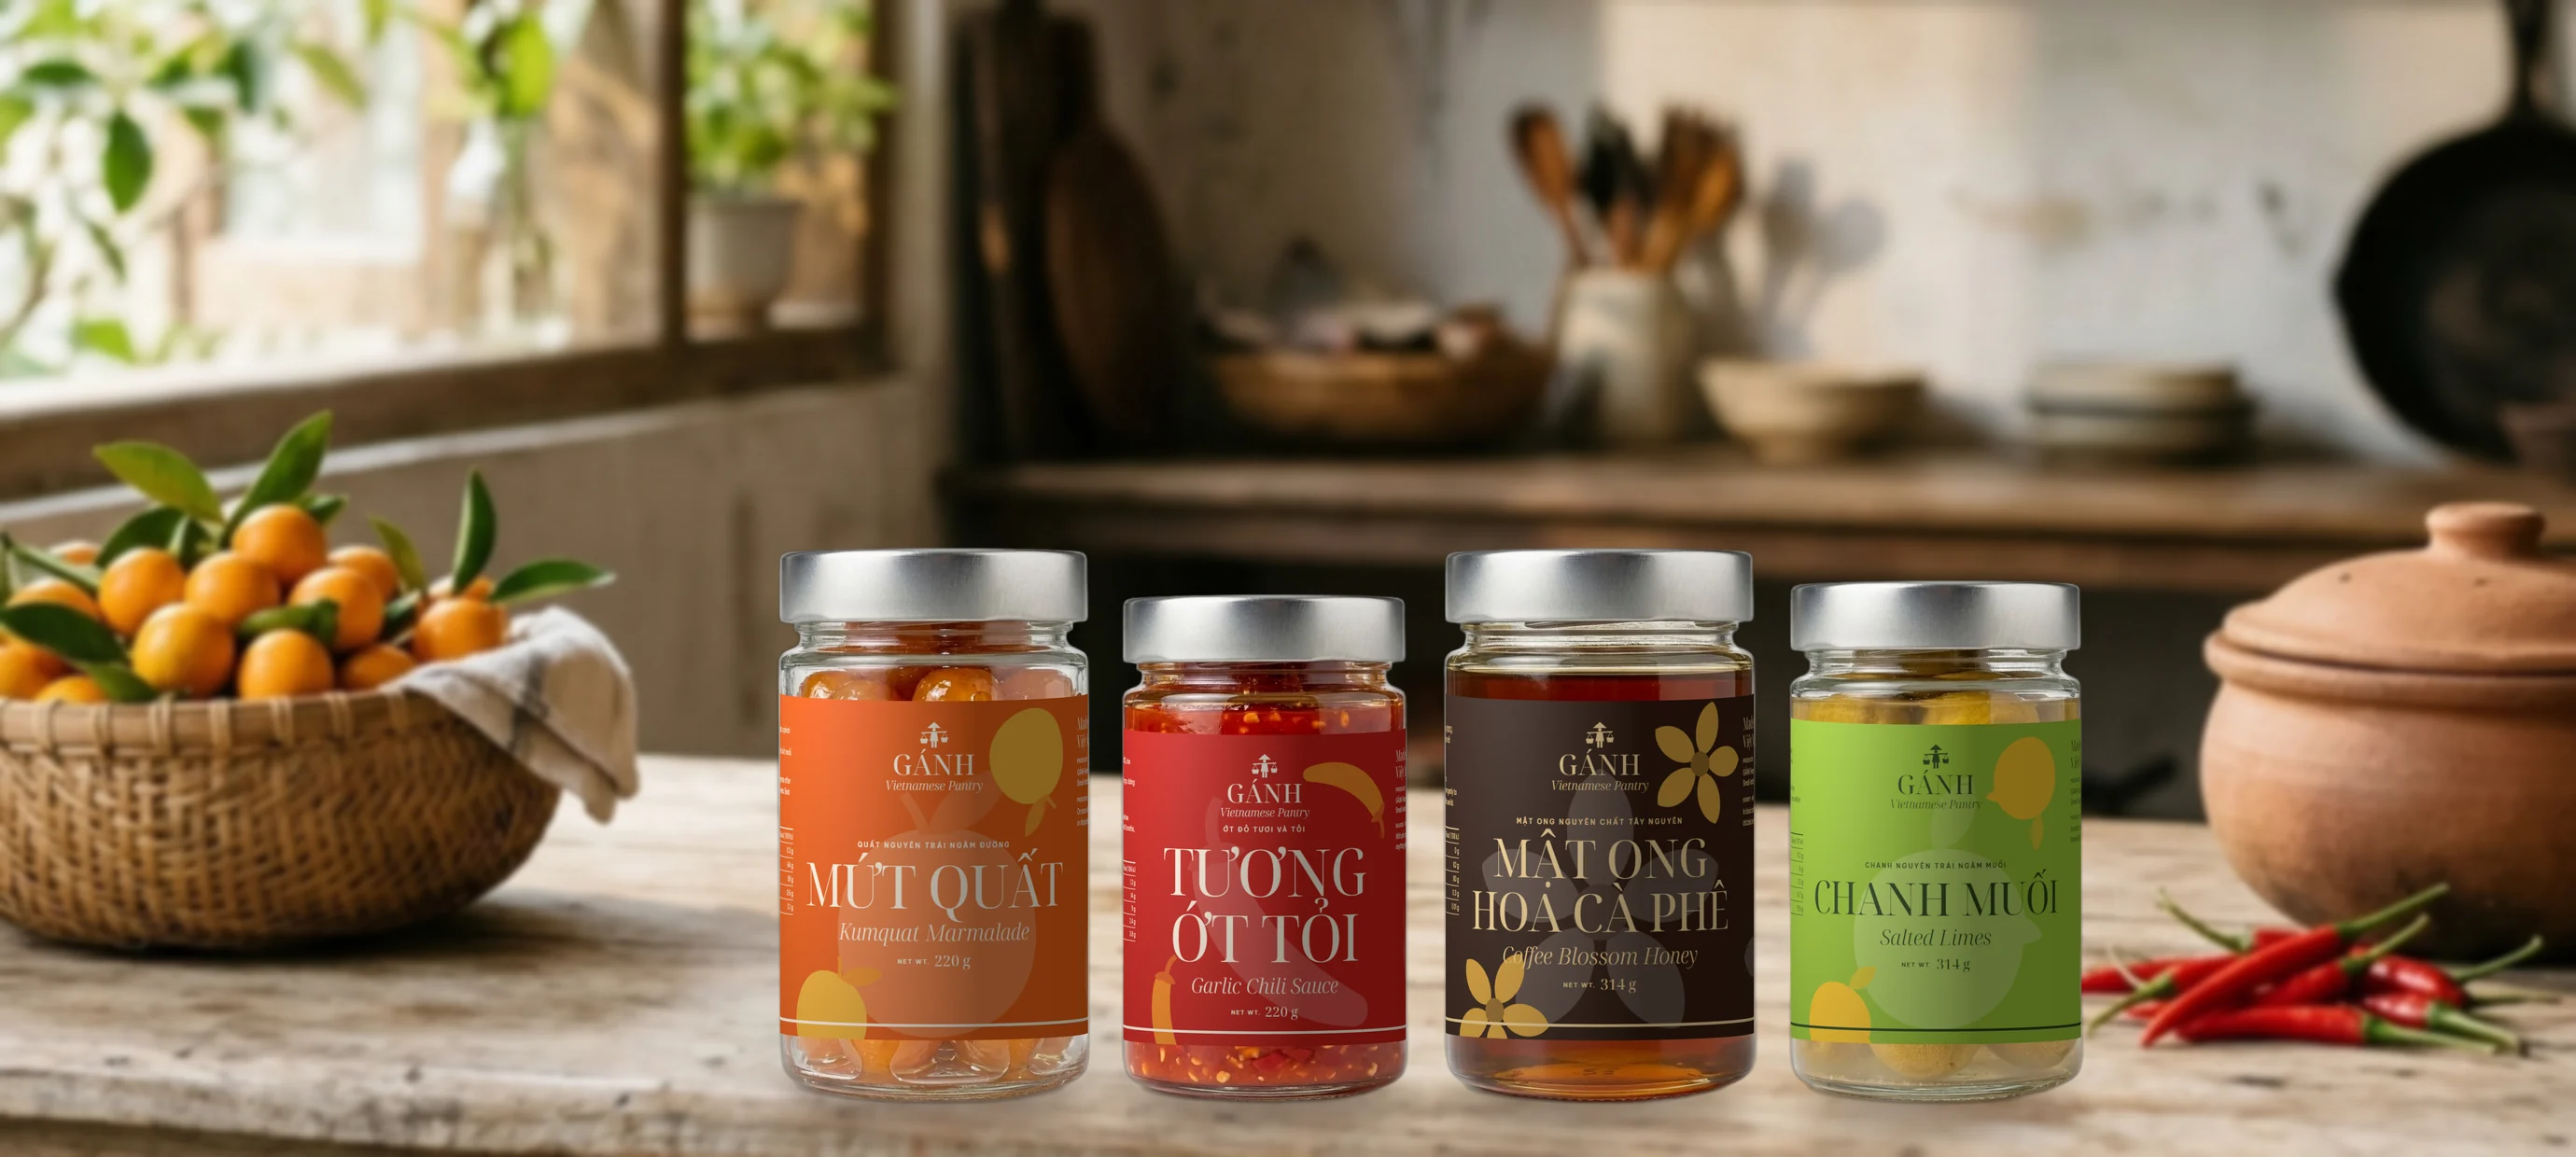 GÁNH
Vietnamese Pantry
QUẤT NGUYÊN TRÁI NGÂM ĐƯỜNG
MỨT QUẤT
Kumquat Marmalade
NET WT. 220 g
GÁNH
Vietnamese Pantry
ỚT ĐỎ TƯƠI VÀ TỎI
TƯƠNG
ỚT TỎI
Garlic Chili Sauce
NET WT. 220 g
GÁNH
Vietnamese Pantry
MẬT ONG NGUYÊN CHẤT TÂY NGUYÊN
MẬT ONG
HOA CÀ PHÊ
Coffee Blossom Honey
NET WT. 314 g
GÁNH
Vietnamese Pantry
CHANH NGUYÊN TRÁI NGÂM MUỐI
CHANH MUỐI
Salted Limes
NET WT. 314 g